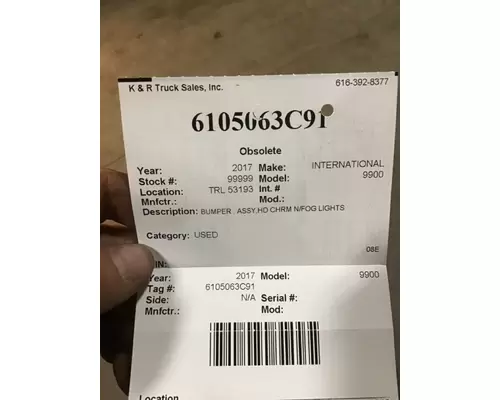 K & R Truck Sales, Inc. 616-392-8377
6105063C91
Obsolete
Year: 2017 Make: INTERNATIONAL
Stock #: 99999 Model: 9900
Location: TRL 53193 Int. #
Mnfctr.: Mod.:
Description: BUMPER ASSY,HD CHRM N/FOG LIGHTS
Category: USED
08E
IN:
Year: 2017 Model: 9900
Tag #: 6105063C91
Side: N/A Serial #:
Mnfctr.: Mod:
Location